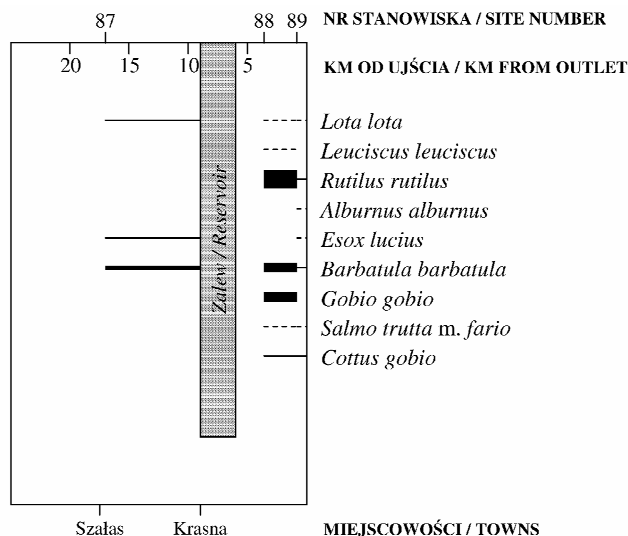 87 88 89 NR STANOWISKA / SITE NUMBER
20 15 10 5 KM OD UJŚCIA / KM FROM OUTLET
Lota lota
Leuciscus leuciscus
Rutilus rutilus
Alburnus alburnus
Esox lucius
Barbatula barbatula
Gobio gobio
Salmo trutta m. fario
Cottus gobio
Zalew / Reservoir
Szałas Krasna MIEJSCOWOŚCI / TOWNS